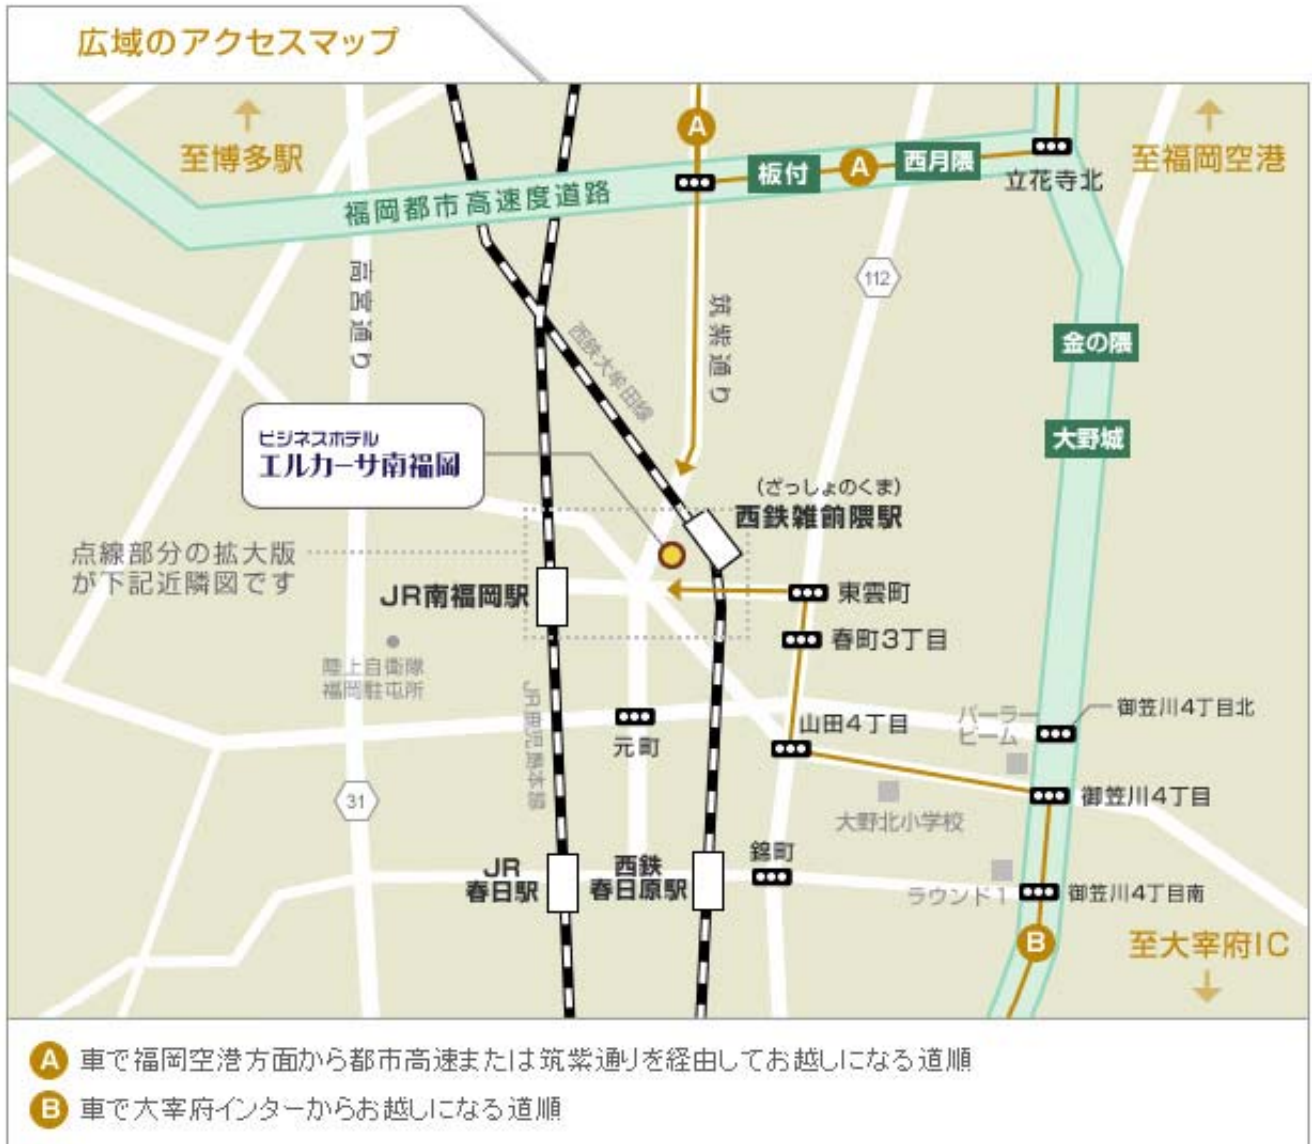 広域のアクセスマップ
至博多駅
A
板付
A
西月隈
立花寺北
至福岡空港
福岡都市高速度道路
高宮通り
112
筑紫通り
西鉄大牟田線
金の隈
大野城
ビジネスホテル
エルカーサ南福岡
(ざっしょのくま)
西鉄雑餉隈駅
点線部分の拡大版
が下記近隣図です
JR南福岡駅
東雲町
春町3丁目
陸上自衛隊
福岡駐屯所
JR鹿児島本線
元町
山田4丁目
パーラー
ビーム
御笠川4丁目北
31
大野北小学校
御笠川4丁目
JR
春日駅
西鉄
春日原駅
錦町
ラウンド1
御笠川4丁目南
B
至大宰府IC
A 車で福岡空港方面から都市高速または筑紫通りを経由してお越しになる道順
B 車で大宰府インターからお越しになる道順